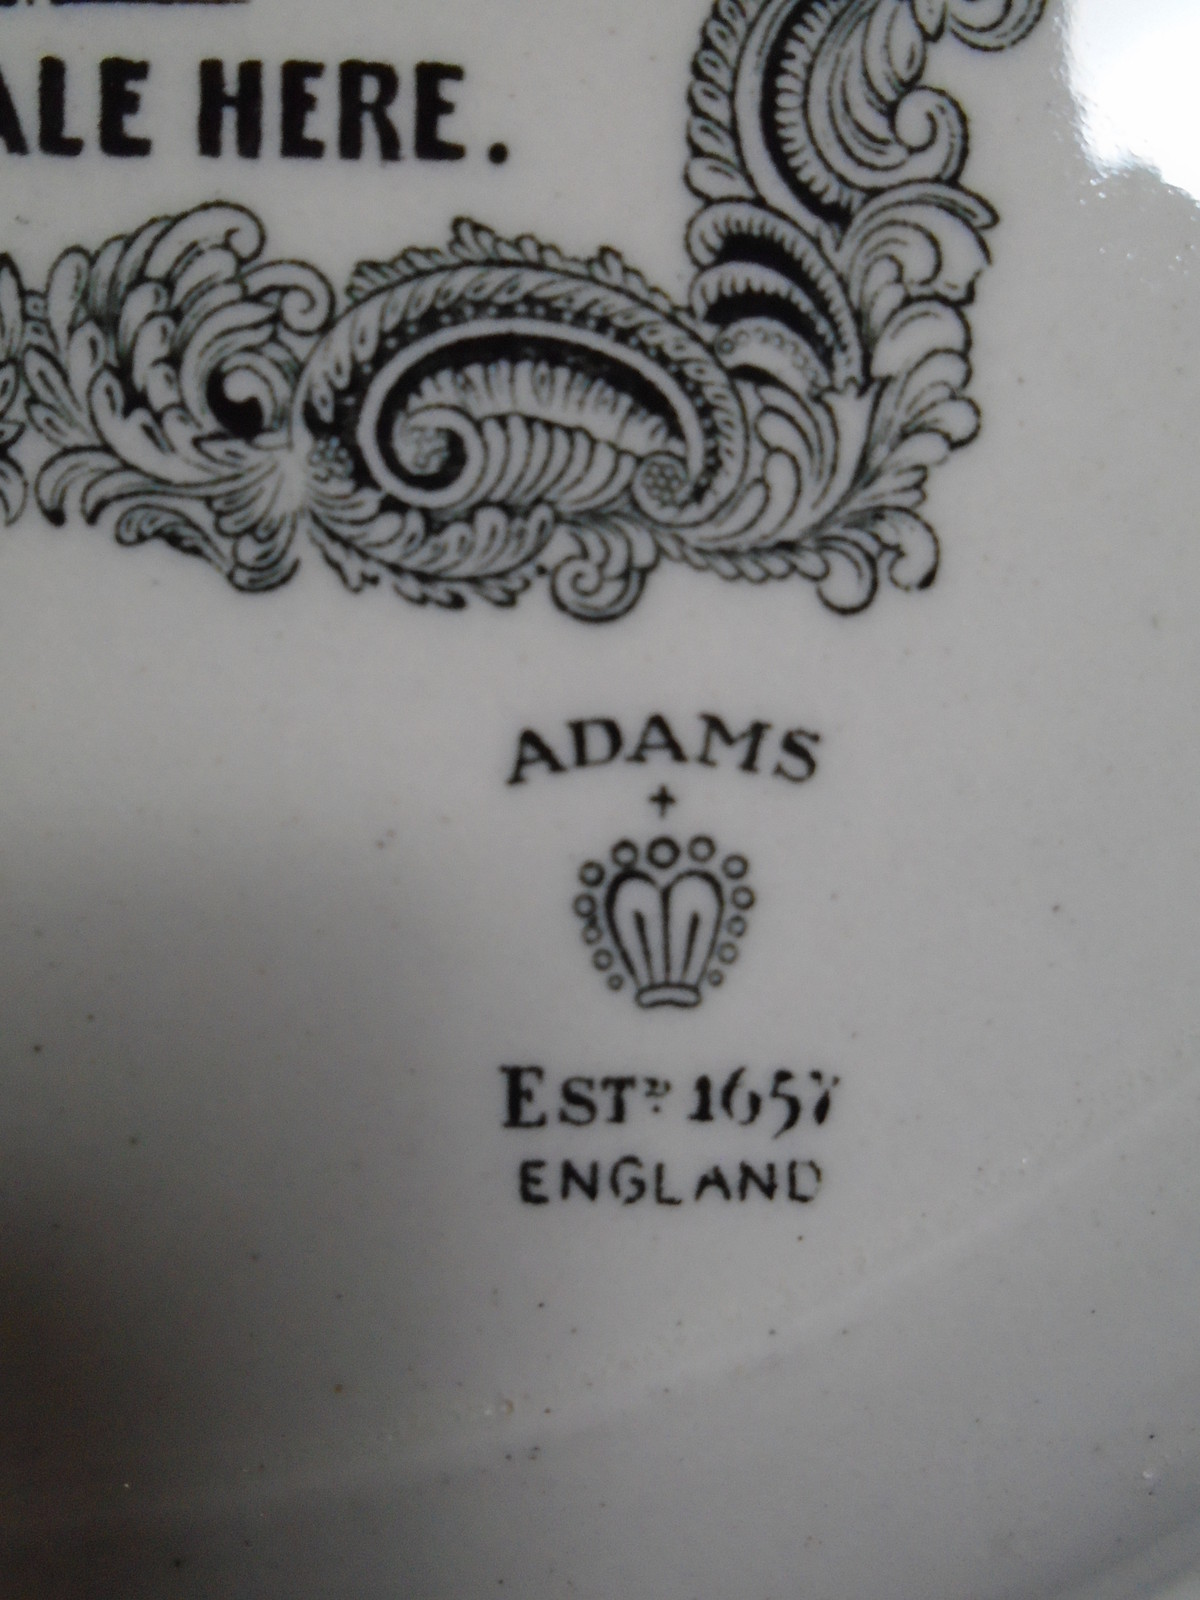 ALE HERE.
ADAMS
ESTD 1657
ENGLAND